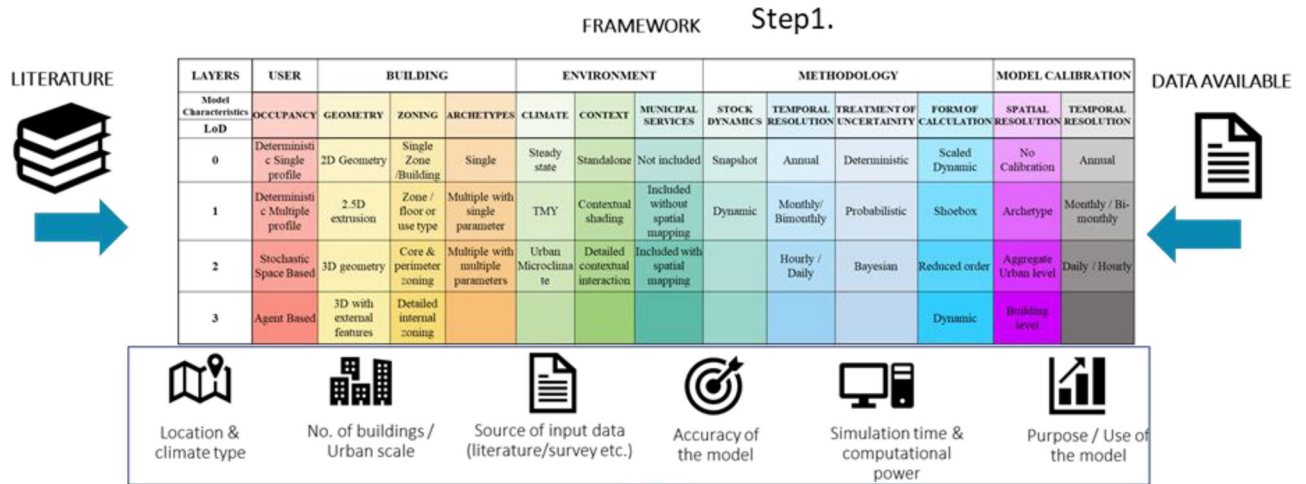 FRAMEWORK
Step1.
LITERATURE
DATA AVAILABLE
LAYERS
USER
BUILDING
ENVIRONMENT
METHODOLOGY
MODEL CALIBRATION
Model
Characteristics
LoD
OCCUPANCY
GEOMETRY
ZONING
ARCHETYPES
CLIMATE
CONTEXT
MUNICIPAL
SERVICES
STOCK
DYNAMICS
TEMPORAL
RESOLUTION
TREATMENT OF
UNCERTAINITY
FORM OF
CALCULATION
SPATIAL
RESOLUTION
TEMPORAL
RESOLUTION
0
Deterministi
c Single
profile
2D Geometry
Single
Zone
/Building
Single
Steady
state
Standalone
Not included
Snapshot
Annual
Deterministic
Scaled
Dynamic
No
Calibration
Annual
1
Deterministi
c Multiple
profile
2.5D
extrusion
Zone /
floor or
use type
Multiple with
single
parameter
TMY
Contextual
shading
Included
without
spatial
mapping
Dynamic
Monthly/
Bimonthly
Probabilistic
Shoebox
Archetype
Monthly / Bi-
monthly
2
Stochastic
Space Based
3D geometry
Core &
perimeter
zoning
Multiple with
multiple
parameters
Urban
Microclima
te
Detailed
contextual
interaction
Included with
spatial
mapping
Hourly /
Daily
Bayesian
Reduced order
Aggregate
Urban level
Daily / Hourly
3
Agent Based
3D with
external
features
Detailed
internal
zoning
Dynamic
Building
level
Location &
climate type
No. of buildings /
Urban scale
Source of input data
(literature/survey etc.)
Accuracy of
the model
Simulation time &
computational
power
Purpose / Use of
the model